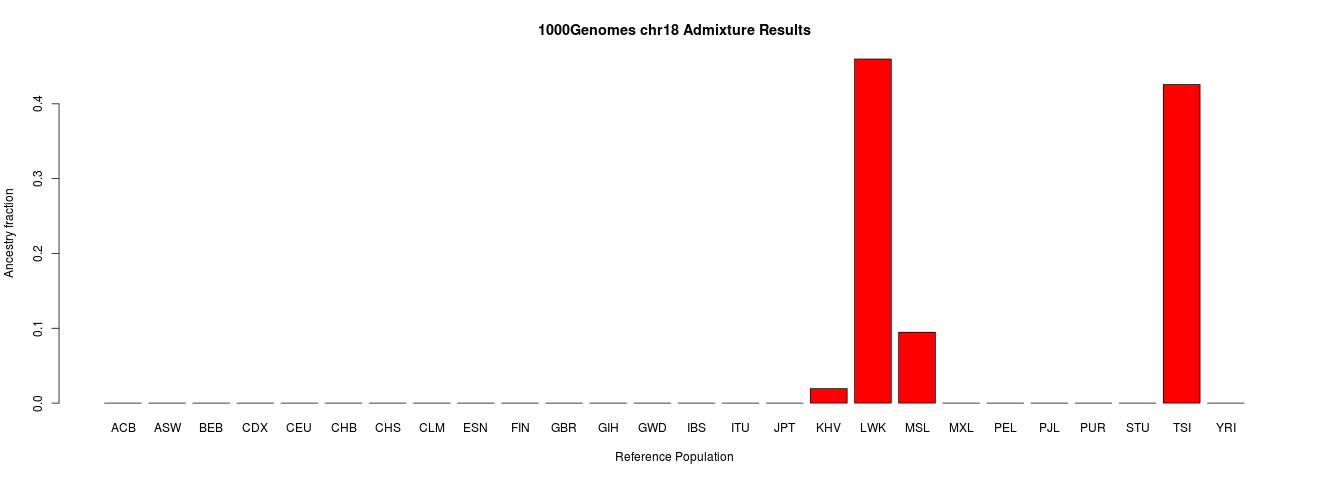 1000Genomes chr18 Admixture Results
Ancestry fraction
0.4
0.3
0.2
0.1
0.0
ACB ASW BEB CDX CEU CHB CHS CLM ESN FIN GBR GIH GWD IBS ITU JPT KHV LWK MSL MXL PEL PJL PUR STU TSI YRI
Reference Population